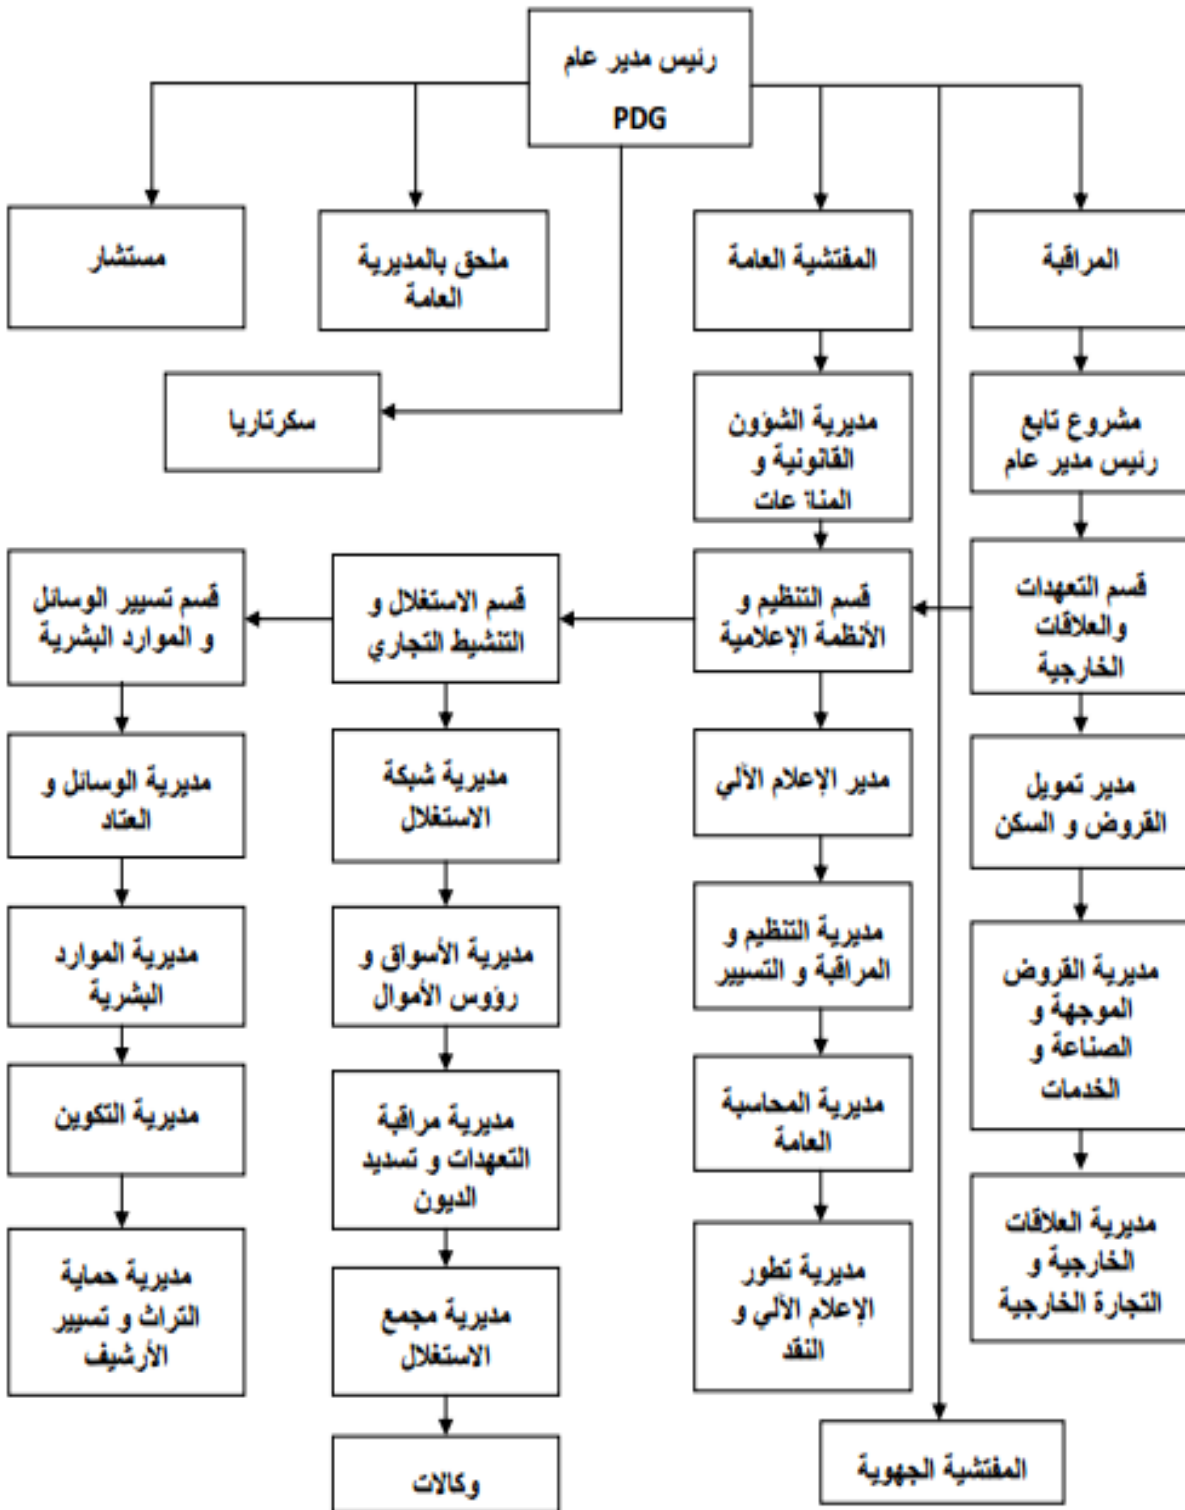 رئيس مدير عام
PDG
المراقبة
المفتشية العامة
ملحق بالمديرية
العامة
مستشار
سكرتاريا
مشروع تابع
رئيس مدير عام
مديرية الشؤون
القانونية و
قسم التعهدات
والعلاقات
الخارجية
قسم التنظيم و
الأنظمة الإعلامية
قسم الاستغلال و
التنشيط التجاري
قسم تسيير الوسائل
و الموارد البشرية
مدير تمويل
القروض و السكن
مدير الإعلام الآلي
مديرية شبكة
الاستغلال
مديرية الوسائل و
العتاد
مديرية القروض
الموجهة و
الصناعة و
الخدمات
مديرية التنظيم و
المراقبة و التسيير
مديرية الأسواق و
رؤوس الأموال
مديرية الموارد
البشرية
مديرية العلاقات
الخارجية و
التجارة الخارجية
مديرية المحاسبة
العامة
مديرية مراقبة
التعهدات و تسديد
الديون
مديرية التكوين
مديرية تطور
الإعلام الآلي و
النقد
مديرية مجمع
الاستغلال
مديرية حماية
التراث و تسيير
الأرشيف
المفتشية الجهوية
وكالات